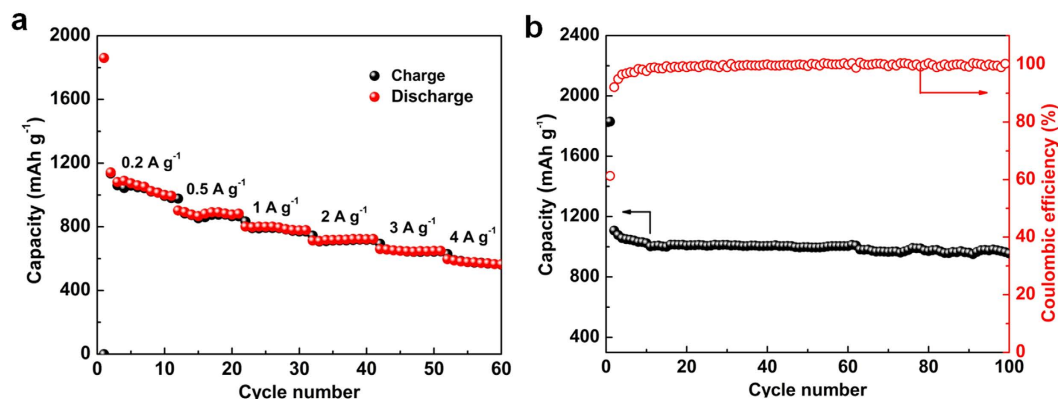 a
2000
1600
1200
800
400
0
Capacity (mAh g⁻¹)
Charge
Discharge
0.2 A g⁻¹
0.5 A g⁻¹
1 A g⁻¹
2 A g⁻¹
3 A g⁻¹
4 A g⁻¹
0 10 20 30 40 50 60
Cycle number
b
2400
2000
1600
1200
800
400
Capacity (mAh g⁻¹)
100
80
60
40
20
0
Coulombic efficiency (%)
0 20 40 60 80 100
Cycle number